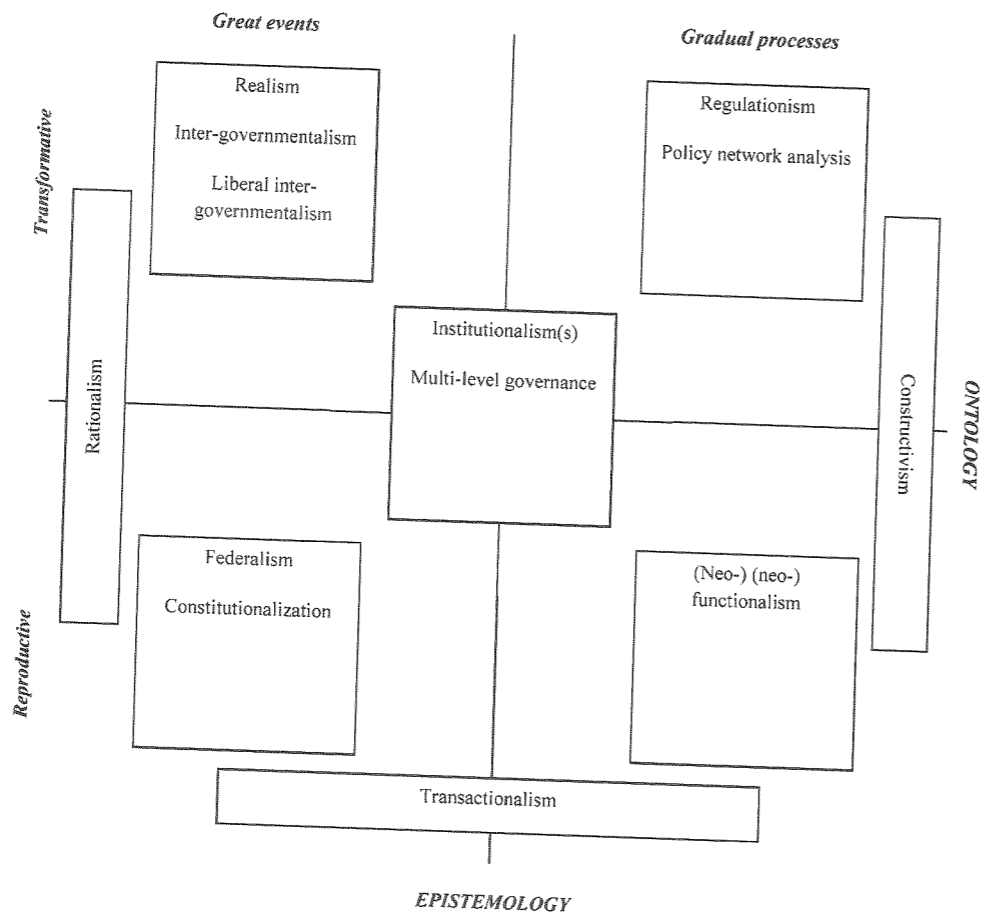 Great events
Gradual processes
Transformative
Realism
Inter-governmentalism
Liberal inter-
governmentalism
Regulationism
Policy network analysis
Rationalism
Institutionalism(s)
Multi-level governance
Constructivism
ONTOLOGY
Reproductive
Federalism
Constitutionalization
(Neo-) (neo-)
functionalism
Transactionalism
EPISTEMOLOGY